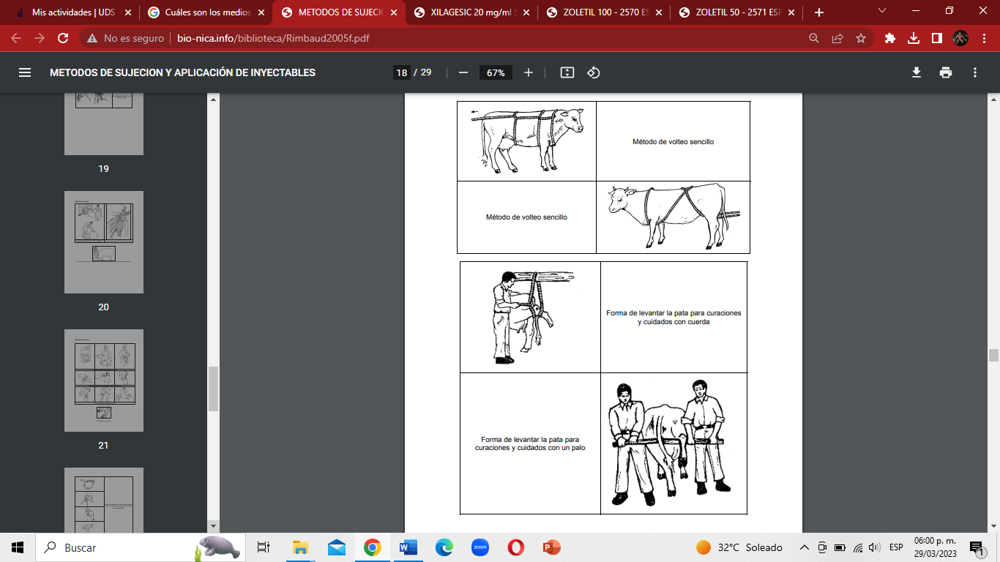 Mis actividades | UDS
Cuáles son los medios
METODOS DE SUJECIO
XILAGESIC 20 mg/ml S
ZOLETIL 100 - 2570 ES
ZOLETIL 50 - 2571 ESP
No es seguro
bio-nica.info/biblioteca/Rimbaud2005f.pdf
METODOS DE SUJECION Y APLICACIÓN DE INYECTABLES
18 / 29
67%
19
20
21
Método de volteo sencillo
Método de volteo sencillo
Forma de levantar la pata para curaciones
y cuidados con cuerda
Forma de levantar la pata para
curaciones y cuidados con un palo
Buscar
zoom
32°C Soleado
ESP
06:00 p. m.
29/03/2023
1